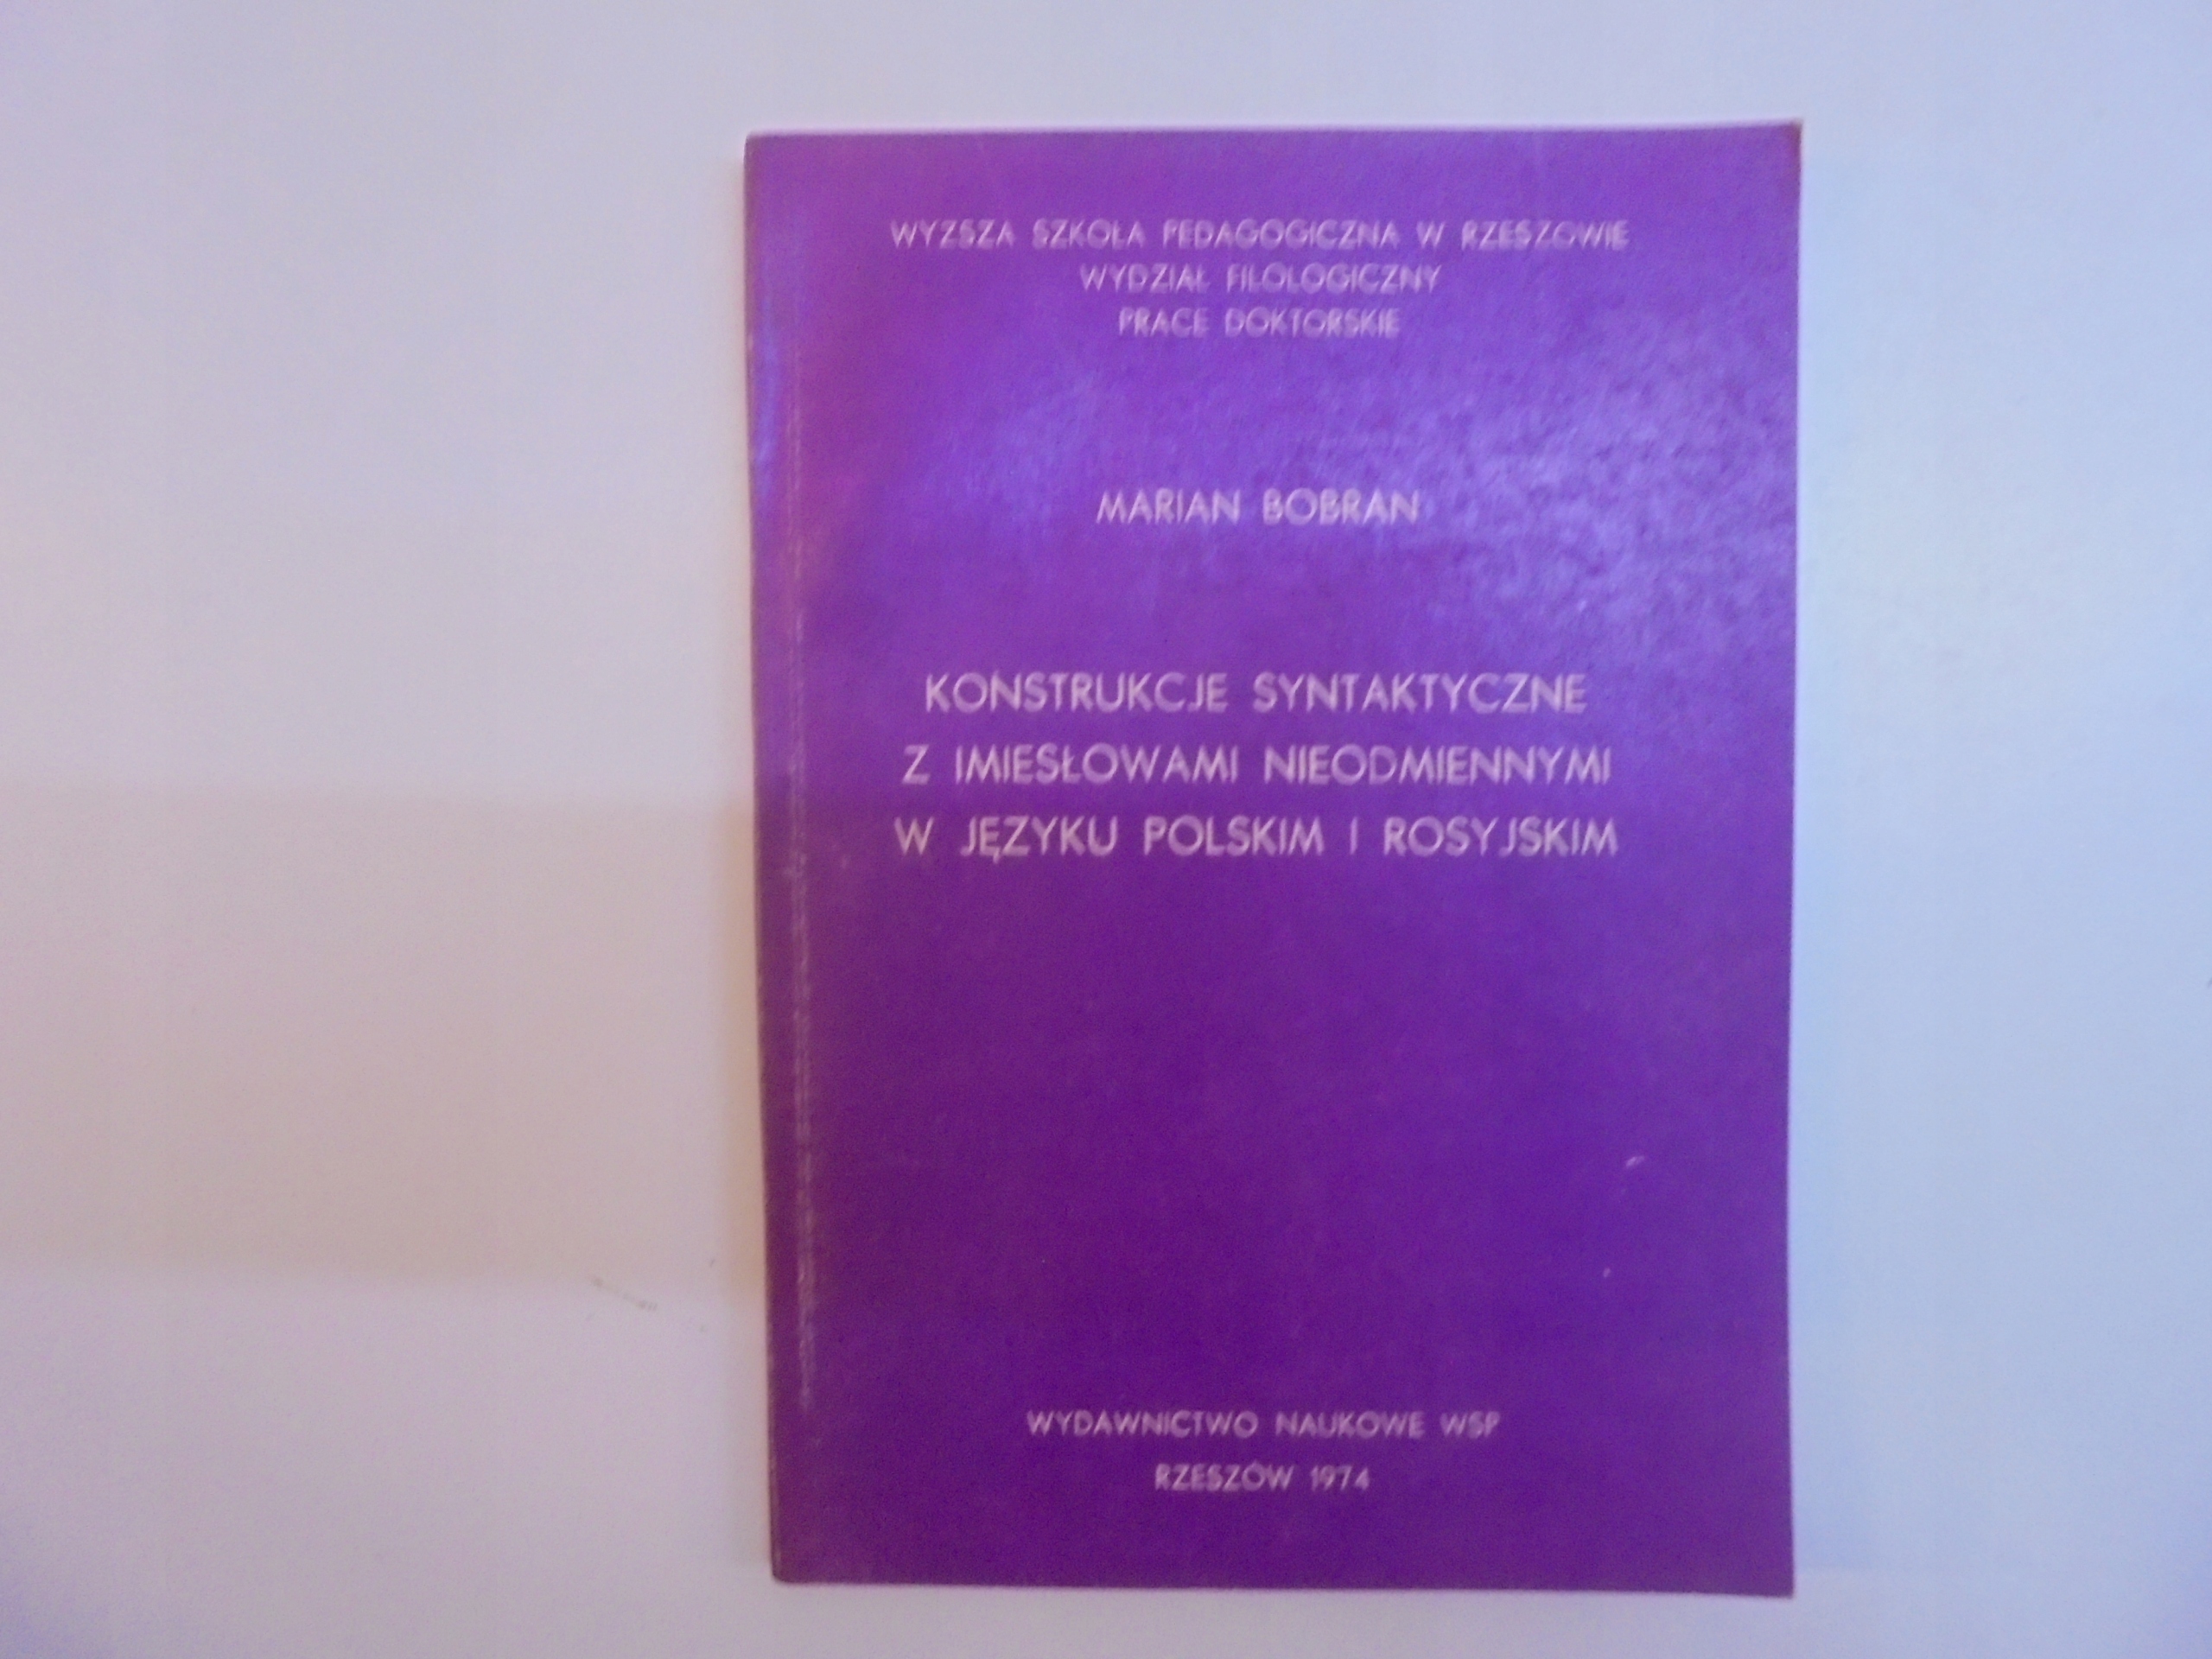 WYZSZA SZKOŁA PEDAGOGICZNA W RZESZOWIE
WYDZIAŁ FILOLOGICZNY
PRACE DOKTORSKIE
MARIAN BOBRAN
KONSTRUKCJE SYNTAKTYCZNE
Z IMIESŁOWAMI NIEODMIENNYMI
W JĘZYKU POLSKIM I ROSYJSKIM
WYDAWNICTWO NAUKOWE WSP
RZESZÓW 1974